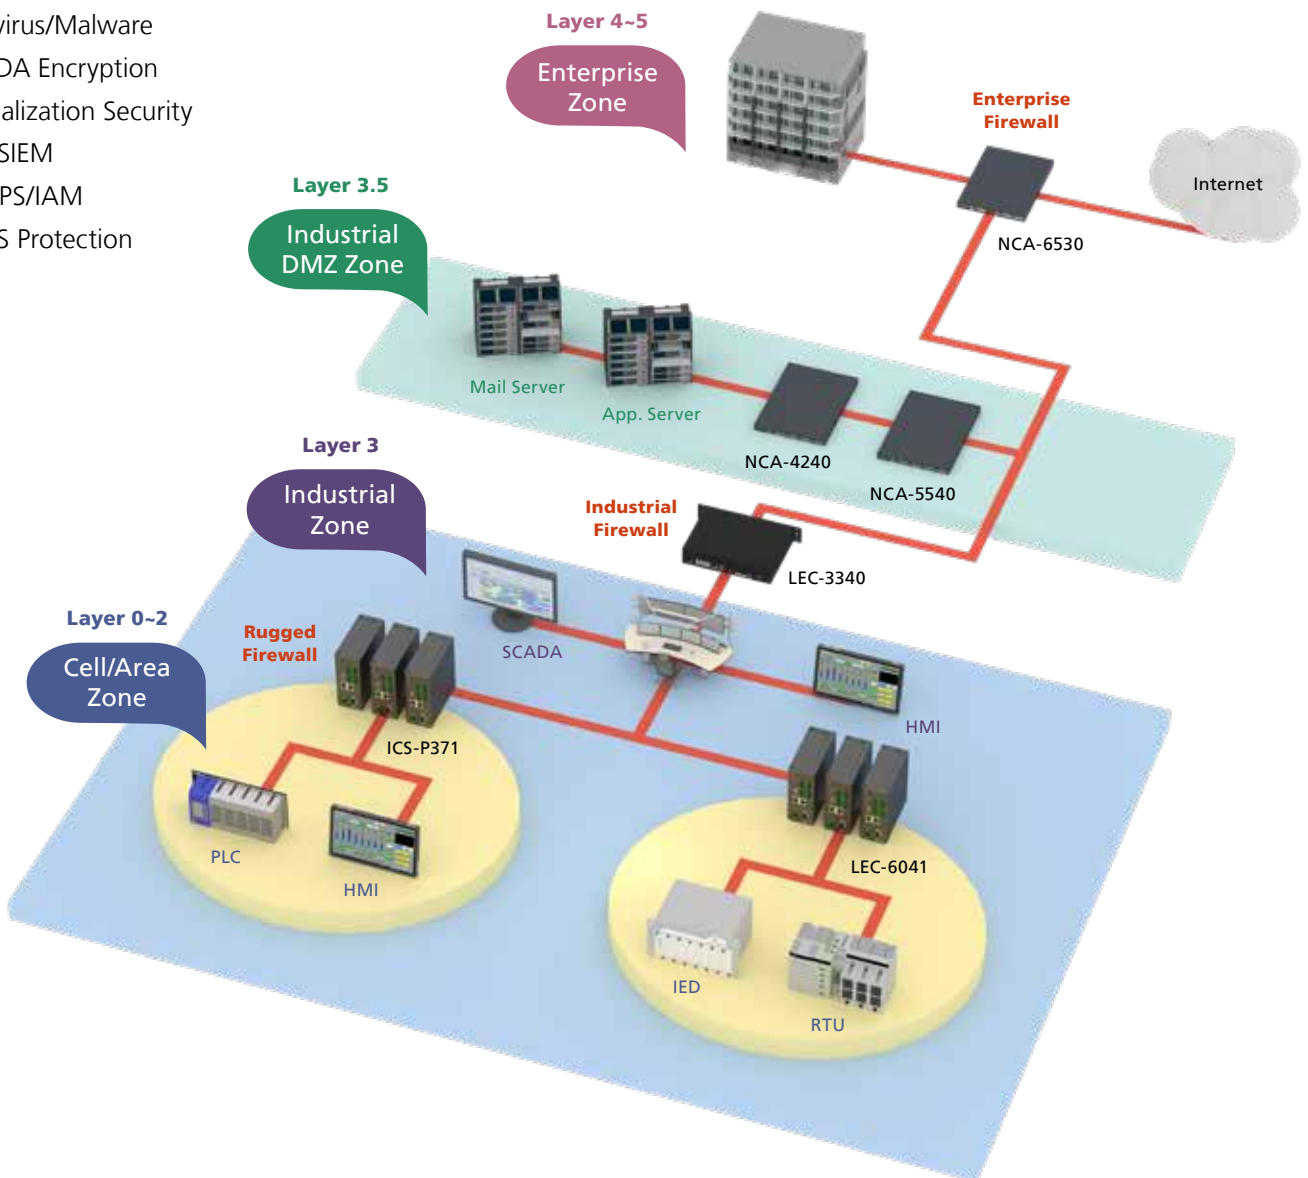 virus/Malware
DA Encryption
alization Security
SIEM
PS/IAM
S Protection
Layer 4~5
Enterprise
Zone
Enterprise
Firewall
Internet
NCA-6530
Layer 3.5
Industrial
DMZ Zone
Mail Server
App. Server
NCA-4240
NCA-5540
Layer 3
Industrial
Zone
Industrial
Firewall
LEC-3340
Layer 0~2
Cell/Area
Zone
Rugged
Firewall
SCADA
HMI
ICS-P371
PLC
HMI
LEC-6041
IED
RTU